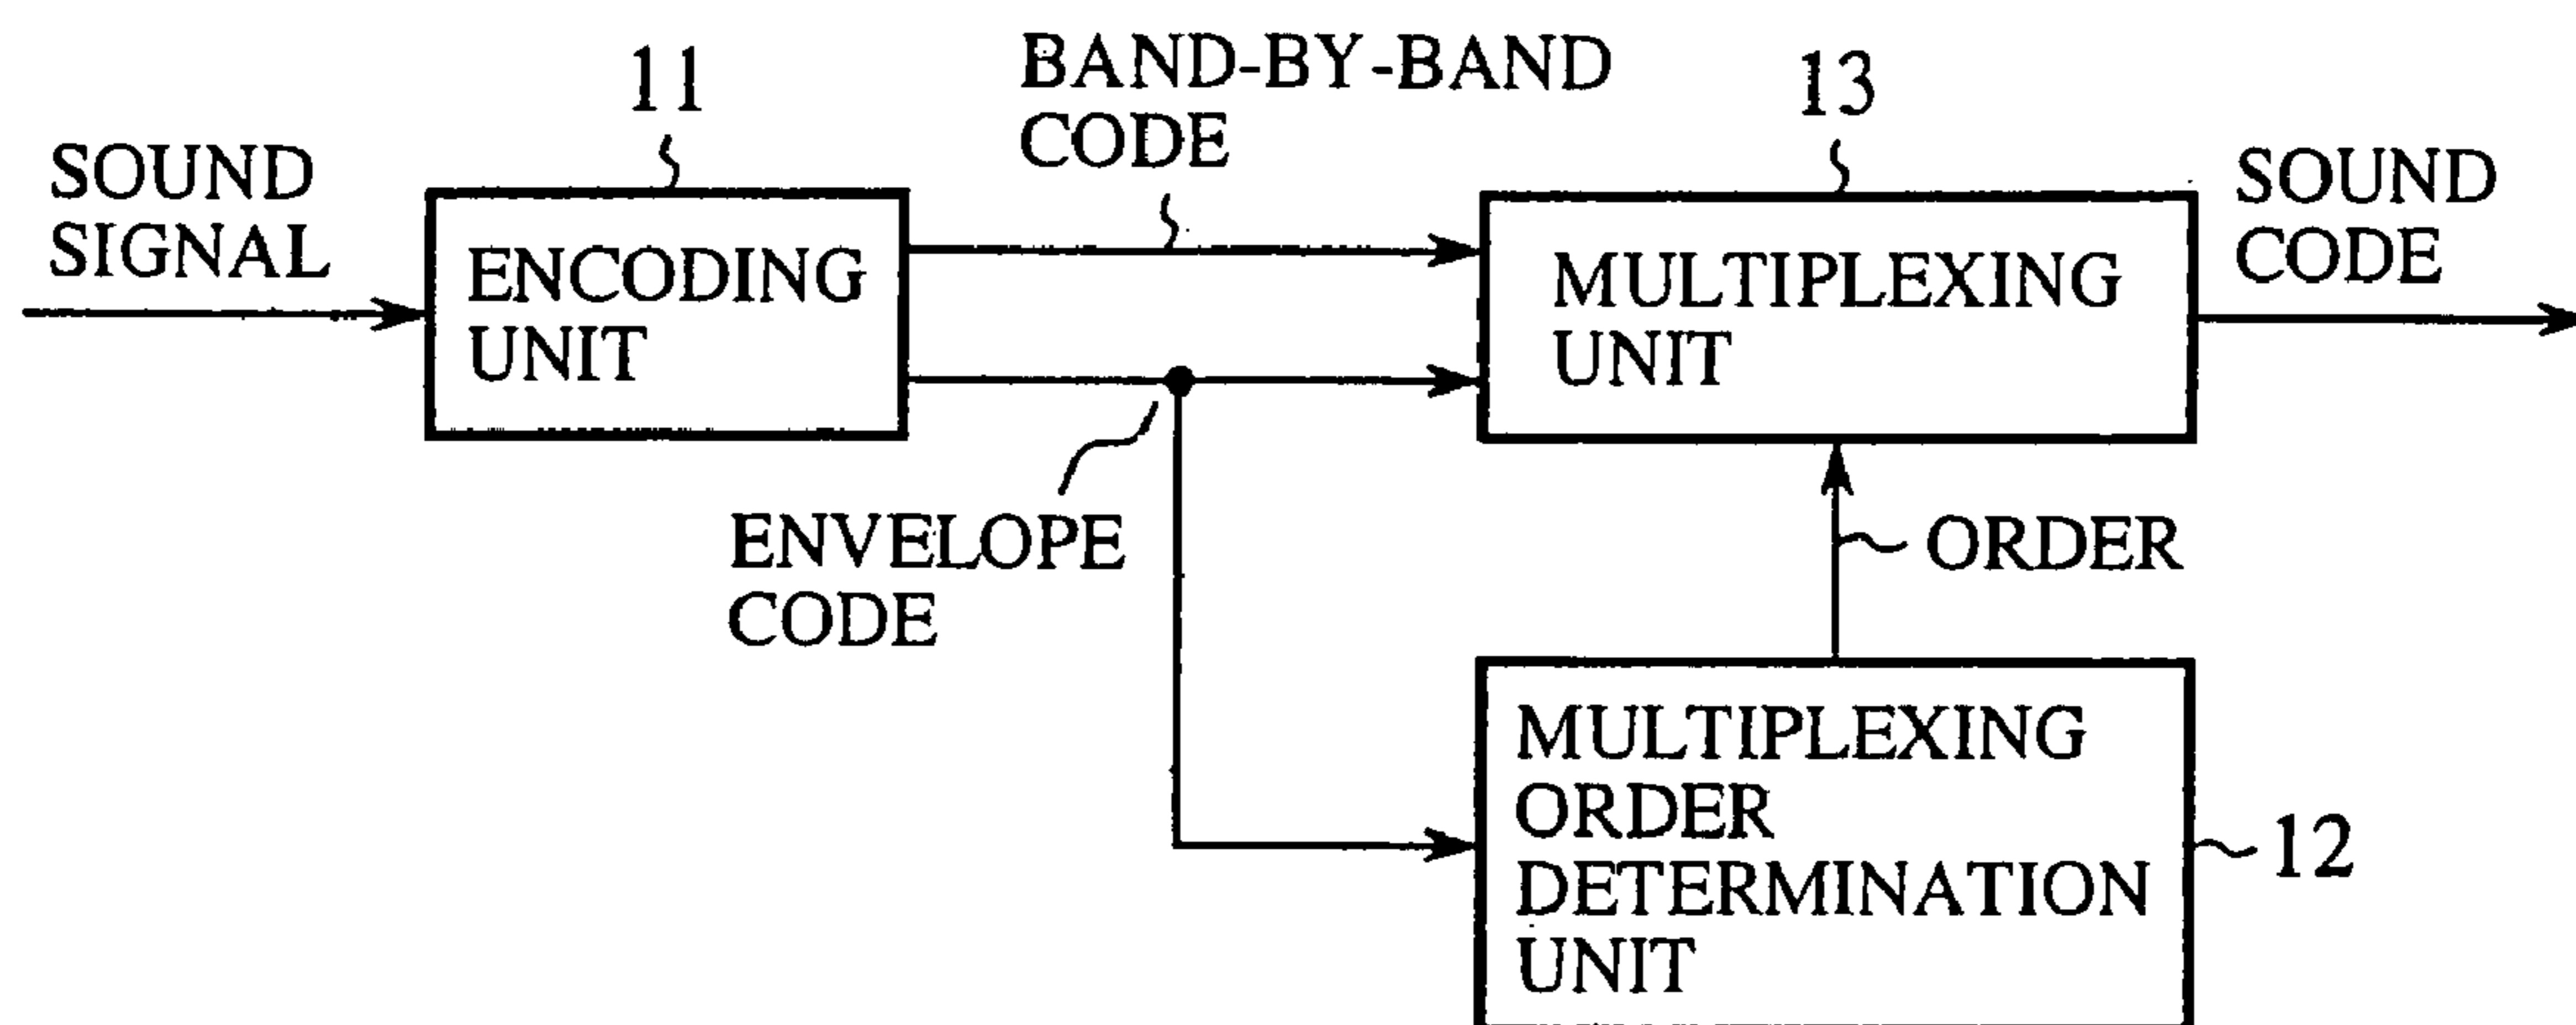 11
BAND-BY-BAND
CODE
13
SOUND
SIGNAL
SOUND
CODE
ENCODING
UNIT
MULTIPLEXING
UNIT
ENVELOPE
CODE
ORDER
MULTIPLEXING
ORDER
DETERMINATION
UNIT
12